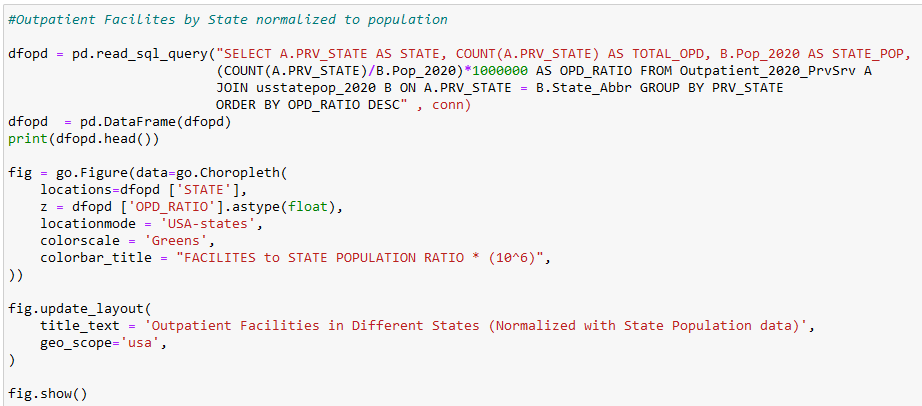 #Outpatient Facilites by State normalized to population
dfopd = pd.read_sql_query("SELECT A.PRV_STATE AS STATE, COUNT(A.PRV_STATE) AS TOTAL_OPD, B.Pop_2020 AS STATE_POP,
(COUNT(A.PRV_STATE)/B.Pop_2020)*1000000 AS OPD_RATIO FROM Outpatient_2020_PrvSrv A
JOIN usstatepop_2020 B ON A.PRV_STATE = B.State_Abbr GROUP BY PRV_STATE
ORDER BY OPD_RATIO DESC" , conn)
dfopd  = pd.DataFrame(dfopd)
print(dfopd.head())
fig = go.Figure(data=go.Choropleth(
    locations=dfopd ['STATE'],
    z = dfopd ['OPD_RATIO'].astype(float),
    locationmode = 'USA-states',
    colorscale = 'Greens',
    colorbar_title = "FACILITES to STATE POPULATION RATIO * (10^6)",
))
fig.update_layout(
    title_text = 'Outpatient Facilities in Different States (Normalized with State Population data)',
    geo_scope='usa',
)
fig.show()